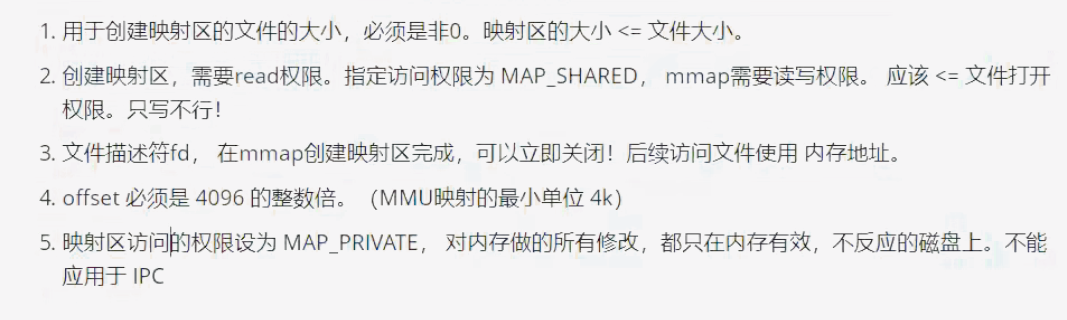 1. 用于创建映射区的文件的大小，必须是非0。映射区的大小 <= 文件大小。
2. 创建映射区，需要read权限。指定访问权限为 MAP_SHARED， mmap需要读写权限。 应该 <= 文件打开
权限。只写不行！
3. 文件描述符fd， 在mmap创建映射区完成，可以立即关闭！后续访问文件使用 内存地址。
4. offset 必须是 4096 的整数倍。（MMU映射的最小单位 4k）
5. 映射区访问的权限设为 MAP_PRIVATE， 对内存做的所有修改，都只在内存有效，不反应的磁盘上。不能
应用于 IPC